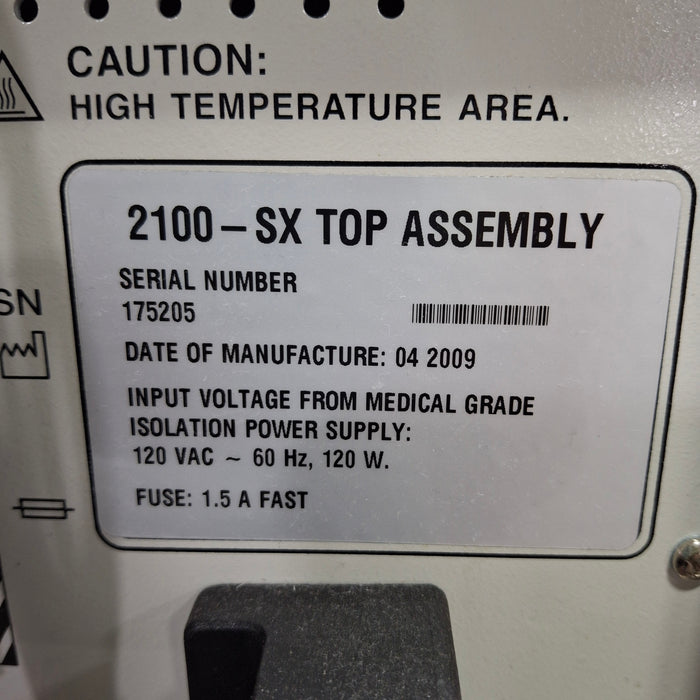 CAUTION:
HIGH TEMPERATURE AREA.
2100-SX TOP ASSEMBLY
SERIAL NUMBER
175205
SN
DATE OF MANUFACTURE: 04 2009
INPUT VOLTAGE FROM MEDICAL GRADE
ISOLATION POWER SUPPLY:
120 VAC ~ 60 Hz, 120 W.
FUSE: 1.5 A FAST